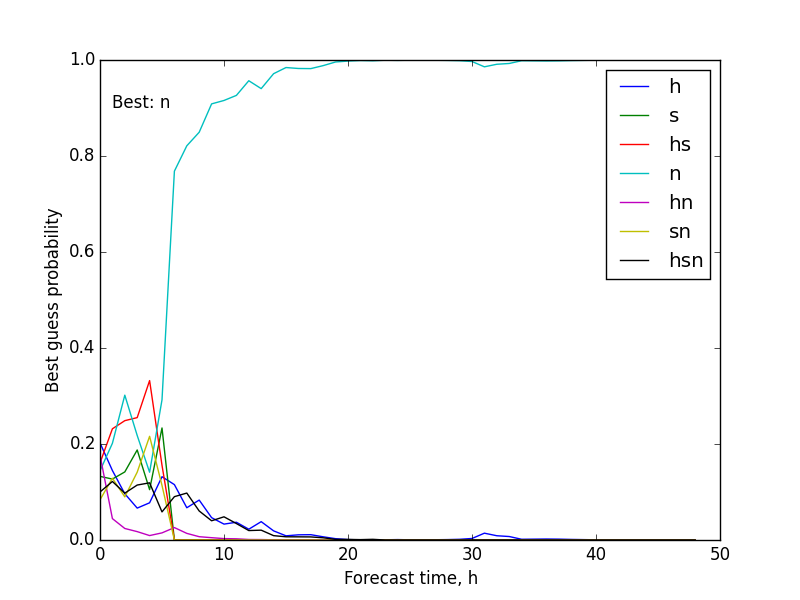 1.0
0.8
0.6
0.4
0.2
0.0
Best guess probability
Best: n
h
s
hs
n
hn
sn
hsn
0 10 20 30 40 50
Forecast time, h